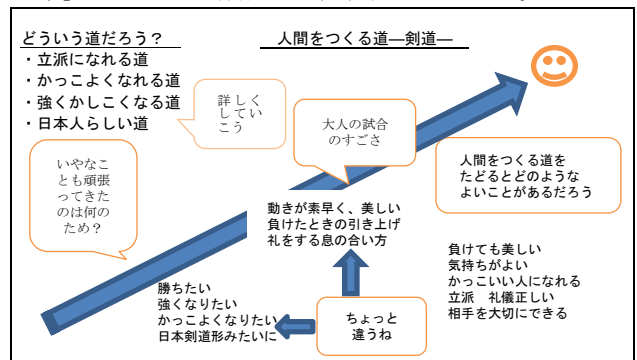 どういう道だろう？
人間をつくる道―剣道―
・立派になれる道
・かっこよくなれる道
・強くかしこくなる道
・日本人らしい道
詳しく
してい
こう
大人の試合
のすごさ
いやなこ
とも頑張
ってきた
のは何の
ため？
人間をつくる道を
たどるとどのような
よいことがあるだろう
動きが素早く、美しい
負けたときの引き上げ
礼をする息の合い方
負けても美しい
気持ちがよい
かっこいい人になれる
立派　礼儀正しい
相手を大切にできる
勝ちたい
強くなりたい
かっこよくなりたい
日本剣道形みたいに
ちょっと
違うね